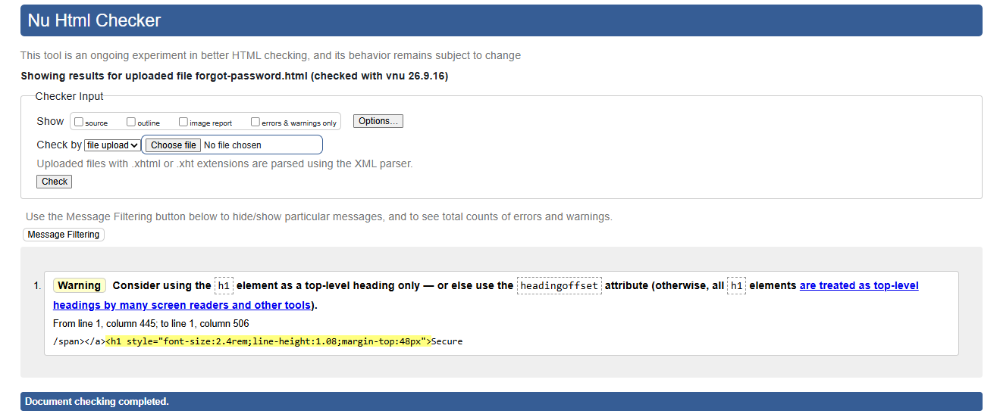 Nu Html Checker
This tool is an ongoing experiment in better HTML checking, and its behavior remains subject to change
Showing results for uploaded file forgot-password.html (checked with vnu 26.9.16)
Checker Input
Show source outline image report errors & warnings only Options...
Check by file upload Choose file No file chosen
Uploaded files with .xhtml or .xht extensions are parsed using the XML parser.
Check
Use the Message Filtering button below to hide/show particular messages, and to see total counts of errors and warnings.
Message Filtering
1. Warning Consider using the h1 element as a top-level heading only — or else use the headingoffset attribute (otherwise, all h1 elements are treated as top-level
headings by many screen readers and other tools).
From line 1, column 445; to line 1, column 506
/span></a><h1 style="font-size:2.4rem;line-height:1.08;margin-top:48px">Secure
Document checking completed.